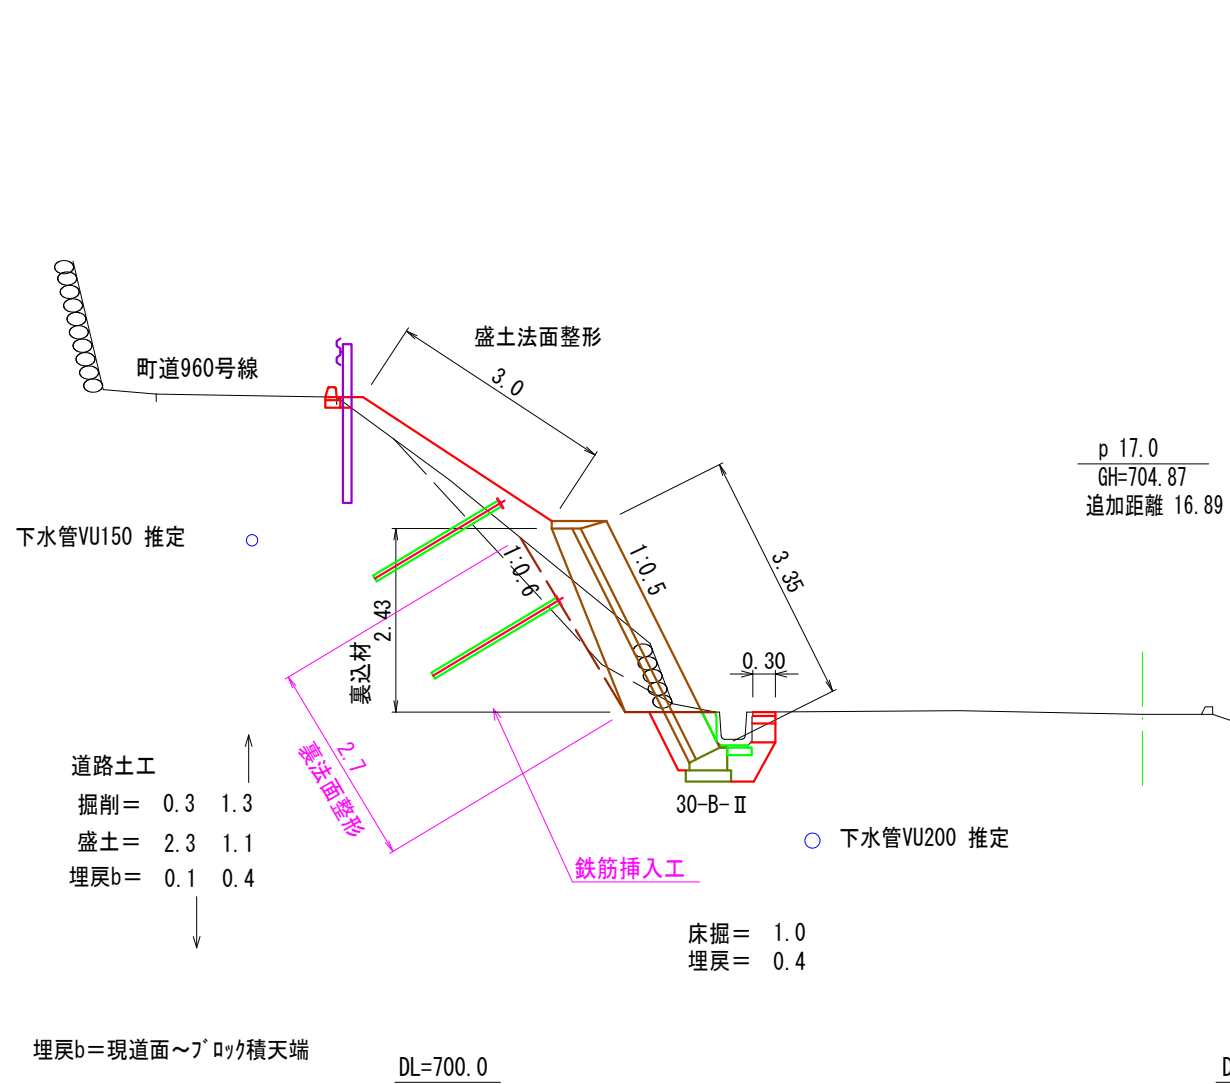 盛土法面整形
町道960号線
3.0
p 17.0
GH=704.87
追加距離 16.89
下水管VU150 推定
1:0.6
1:0.5
3.35
2.43
裏込材
0.30
2.7
裏法面整形
道路土工
掘削＝ 0.3 1.3
盛土＝ 2.3 1.1
埋戻b＝ 0.1 0.4
30-B-Ⅱ
下水管VU200 推定
鉄筋挿入工
床掘＝ 1.0
埋戻＝ 0.4
埋戻b＝現道面～ﾌﾞﾛｯｸ積天端
DL=700.0
D